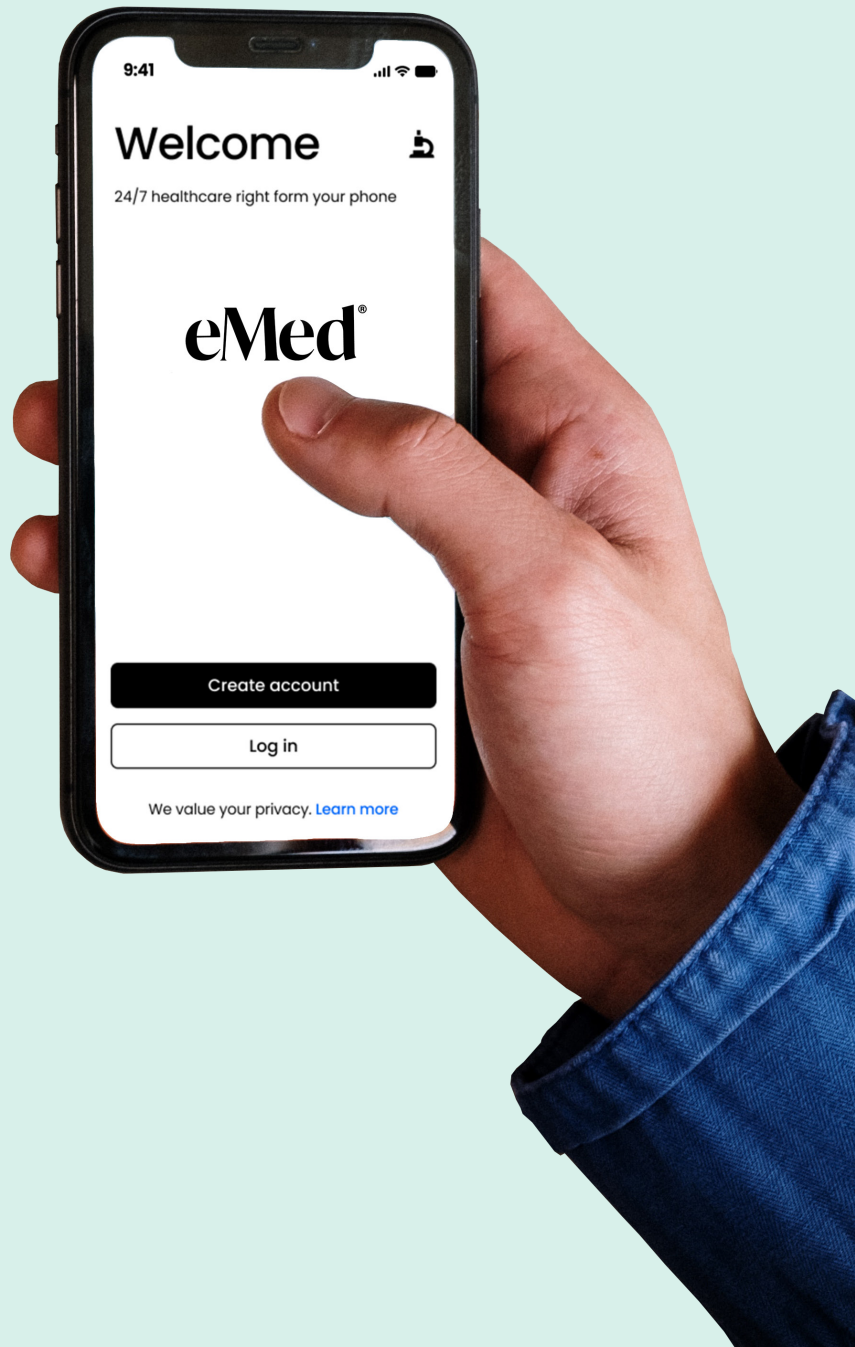 9:41
Welcome
24/7 healthcare right form your phone
eMed®
Create account
Log in
We value your privacy. Learn more